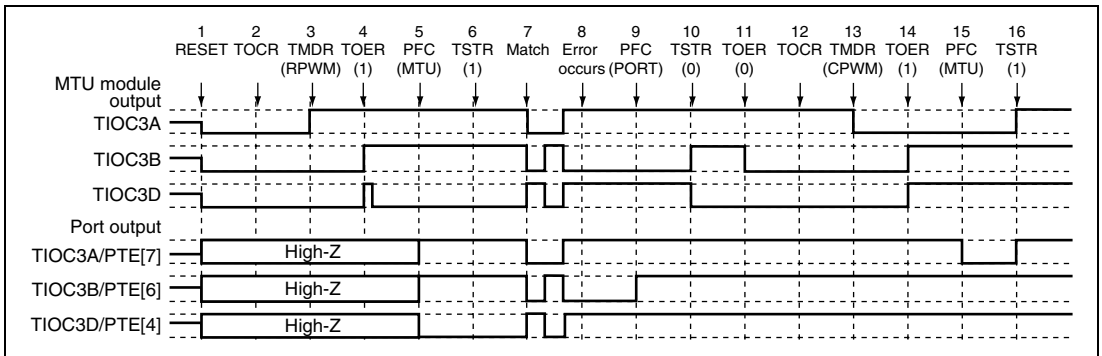 1 2 3 4 5 6 7 8 9 10 11 12 13 14 15 16
RESET TOCR TMDR TOER PFC TSTR Match Error PFC TSTR TOER TOCR TMDR TOER PFC TSTR
(RPWM) (1) (MTU) (1) occurs (PORT) (0) (0) (CPWM) (1) (MTU) (1)
MTU module
output
TIOC3A
TIOC3B
TIOC3D
Port output
TIOC3A/PTE[7] High-Z
TIOC3B/PTE[6] High-Z
TIOC3D/PTE[4] High-Z